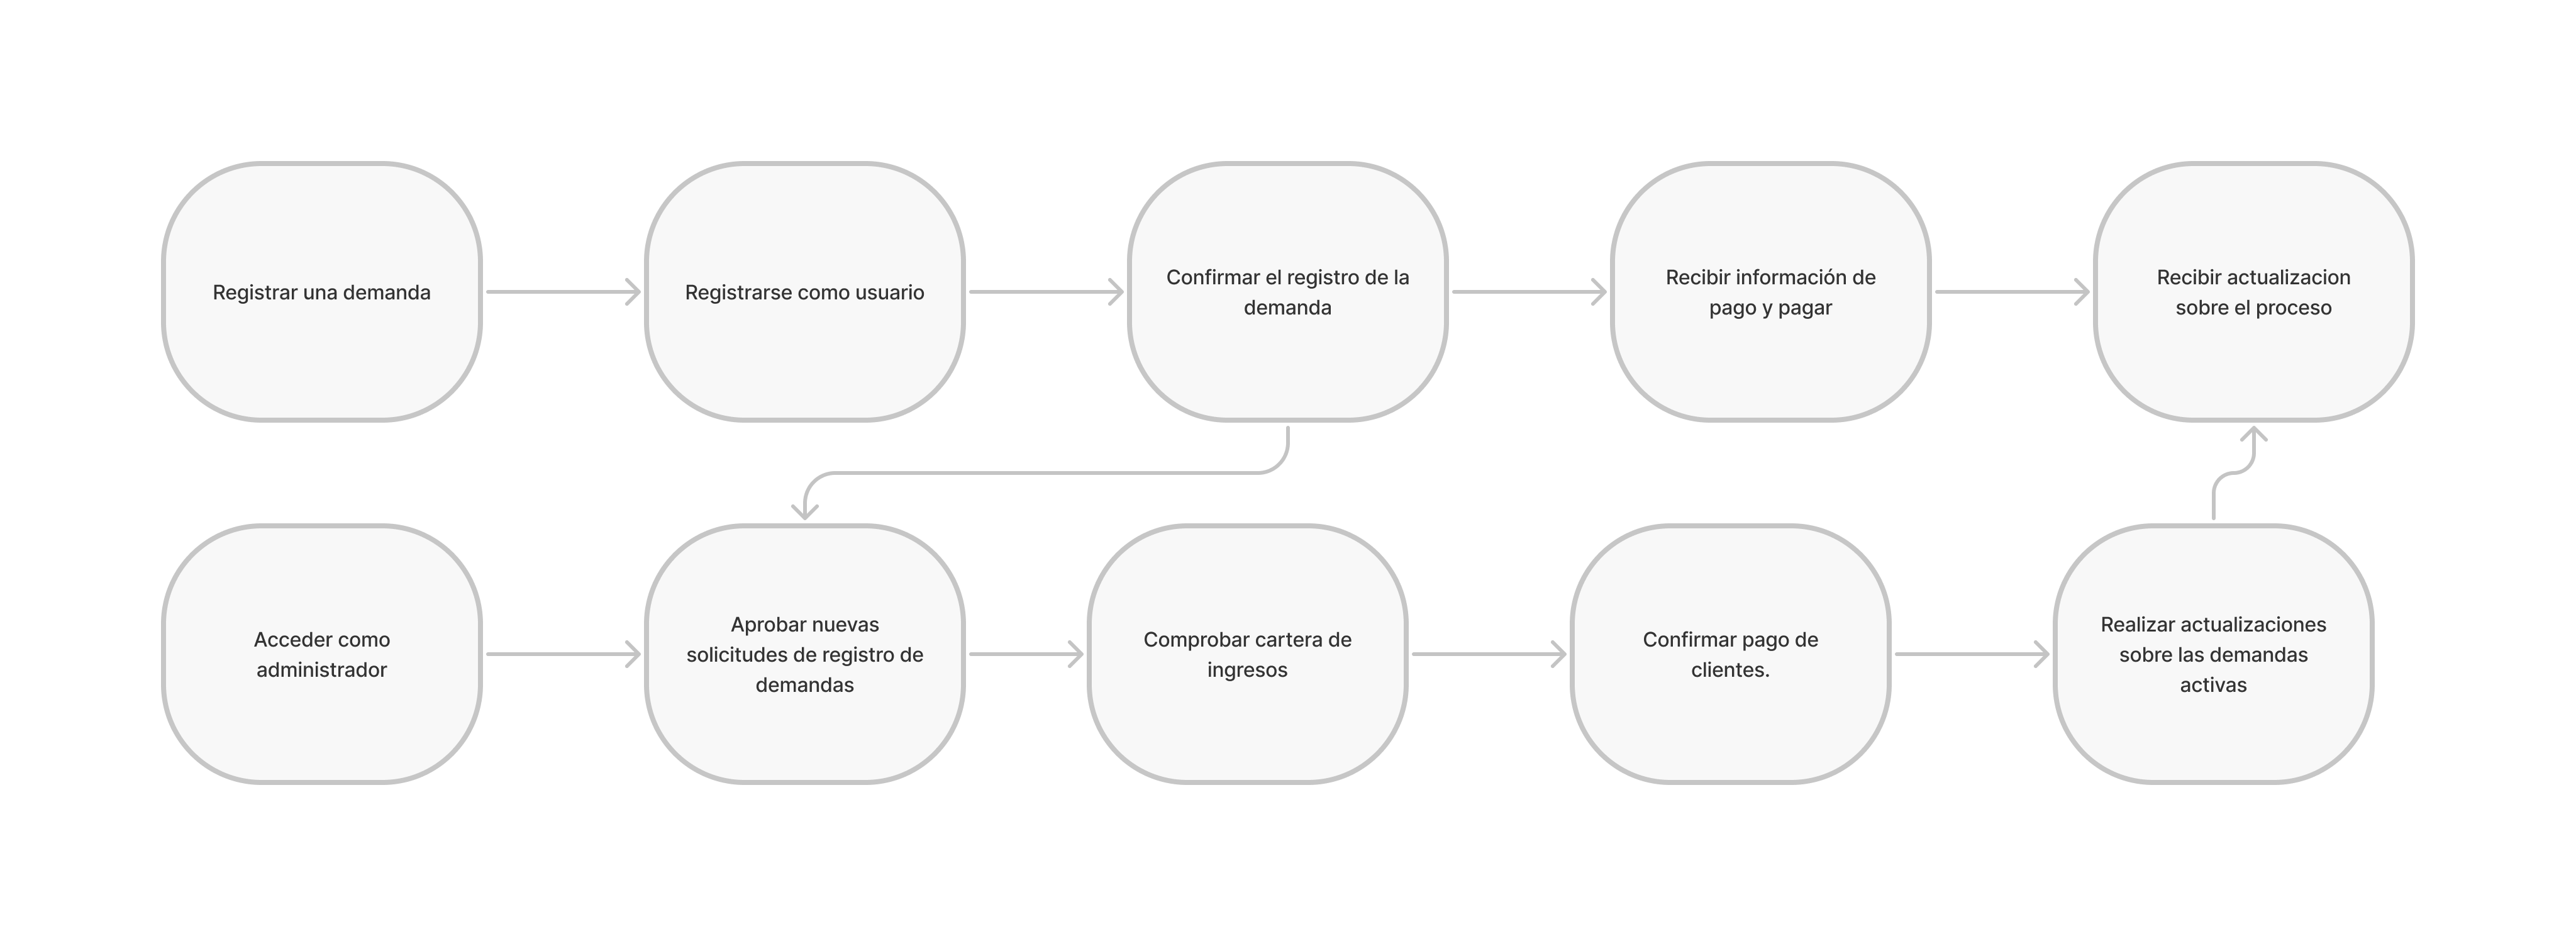 Registrar una demanda
Registrarse como usuario
Confirmar el registro de la
demanda
Recibir información de
pago y pagar
Recibir actualizacion
sobre el proceso
Acceder como
administrador
Aprobar nuevas
solicitudes de registro de
demandas
Comprobar cartera de
ingresos
Confirmar pago de
clientes.
Realizar actualizaciones
sobre las demandas
activas